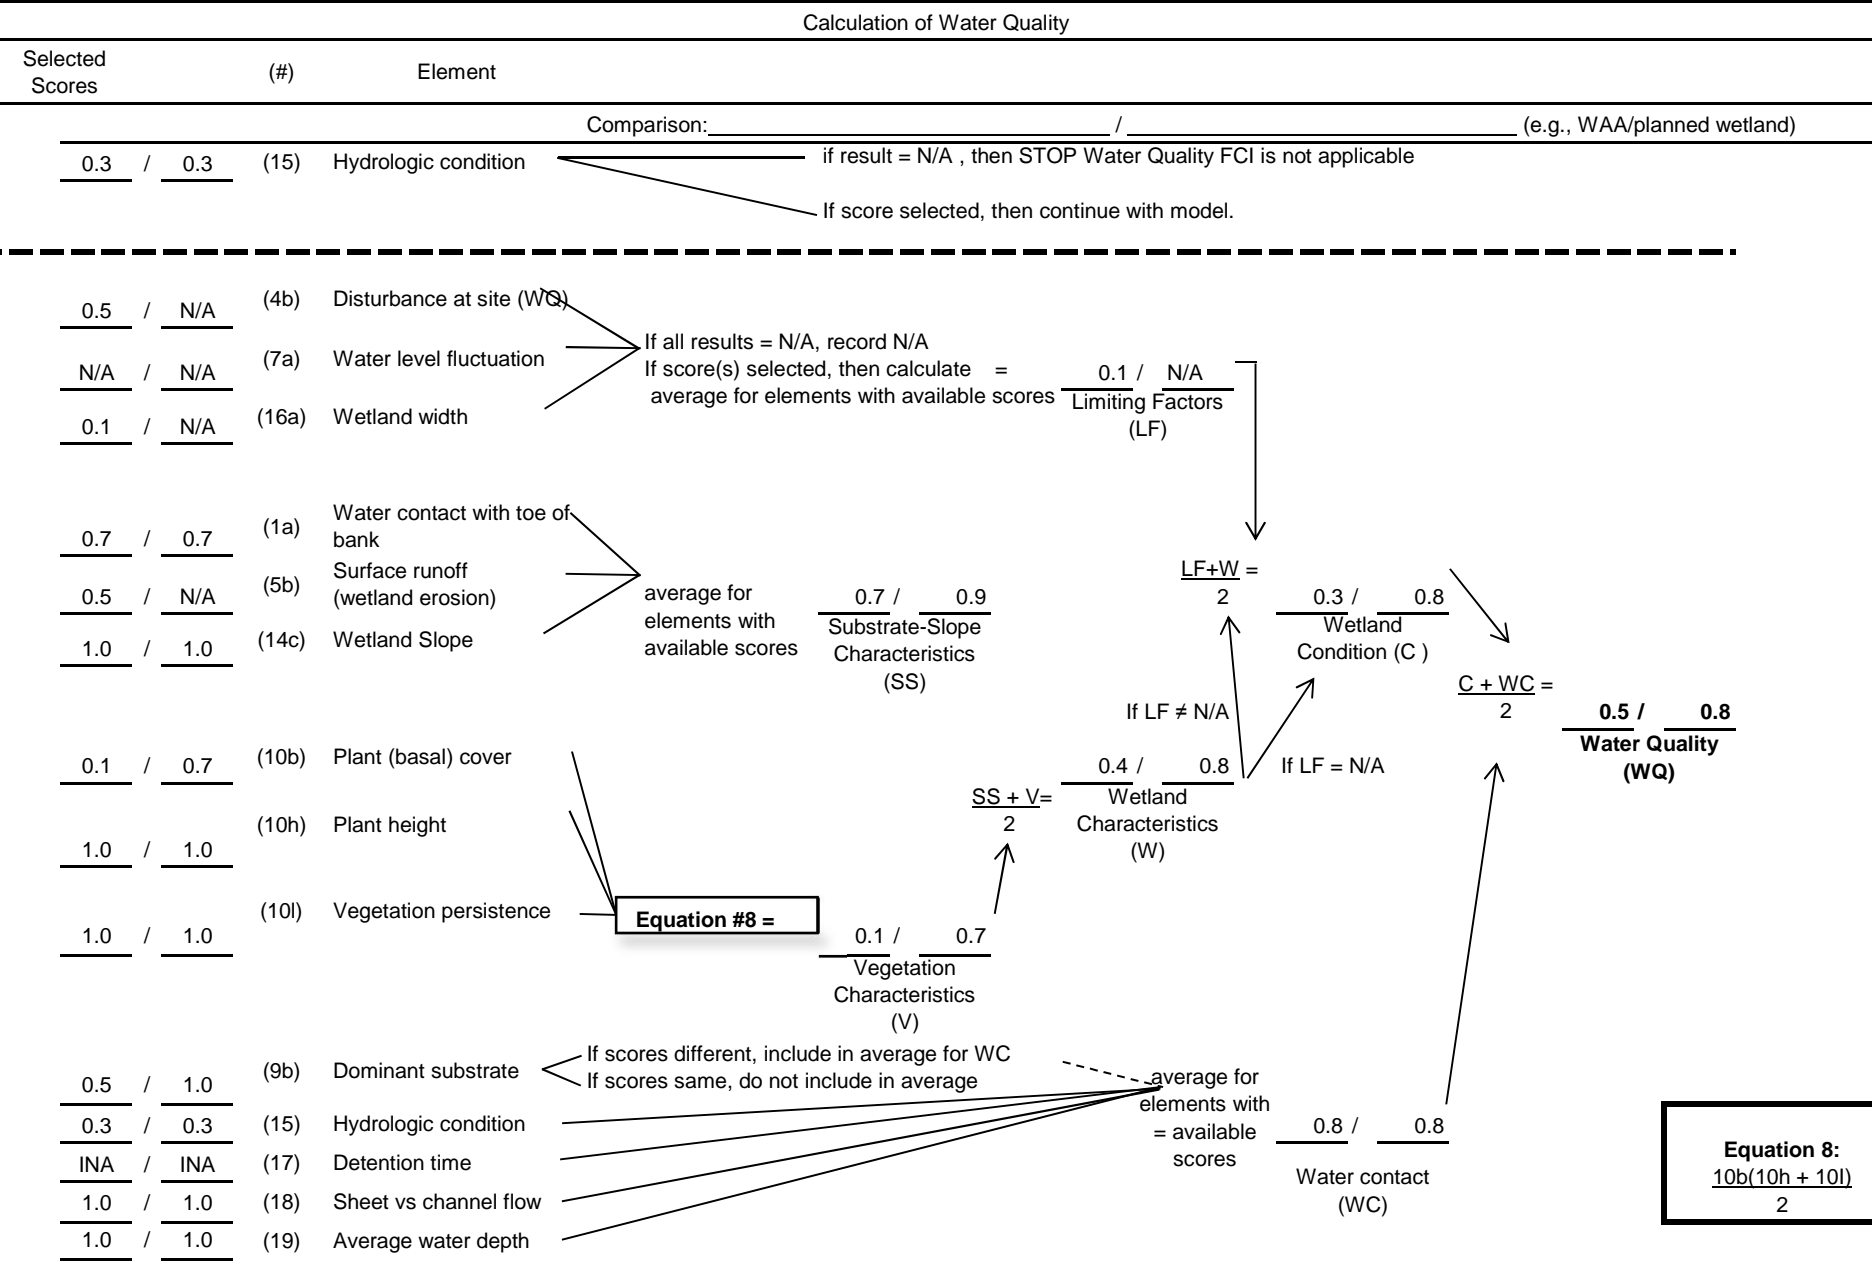 Calculation of Water Quality
Selected Scores (#) Element
Comparison: / (e.g., WAA/planned wetland)
0.3 / 0.3 (15) Hydrologic condition
if result = N/A , then STOP Water Quality FCI is not applicable
If score selected, then continue with model.
0.5 / N/A (4b) Disturbance at site (WQ)
N/A / N/A (7a) Water level fluctuation
0.1 / N/A (16a) Wetland width
If all results = N/A, record N/A
If score(s) selected, then calculate =
average for elements with available scores
0.1 / N/A
Limiting Factors
(LF)
0.7 / 0.7 (1a) Water contact with toe of
bank
0.5 / N/A (5b) Surface runoff
(wetland erosion)
1.0 / 1.0 (14c) Wetland Slope
average for
elements with
available scores
0.7 / 0.9
Substrate-Slope
Characteristics
(SS)
LF+W =
2
0.3 / 0.8
Wetland
Condition (C )
If LF ≠ N/A
If LF = N/A
C + WC =
2
0.5 / 0.8
Water Quality
(WQ)
0.1 / 0.7 (10b) Plant (basal) cover
1.0 / 1.0 (10h) Plant height
1.0 / 1.0 (10l) Vegetation persistence
Equation #8 =
0.1 / 0.7
Vegetation
Characteristics
(V)
SS + V=
2
0.4 / 0.8
Wetland
Characteristics
(W)
0.5 / 1.0 (9b) Dominant substrate
If scores different, include in average for WC
If scores same, do not include in average
0.3 / 0.3 (15) Hydrologic condition
INA / INA (17) Detention time
1.0 / 1.0 (18) Sheet vs channel flow
1.0 / 1.0 (19) Average water depth
average for
elements with
= available
scores
0.8 / 0.8
Water contact
(WC)
Equation 8:
10b(10h + 10l)
2